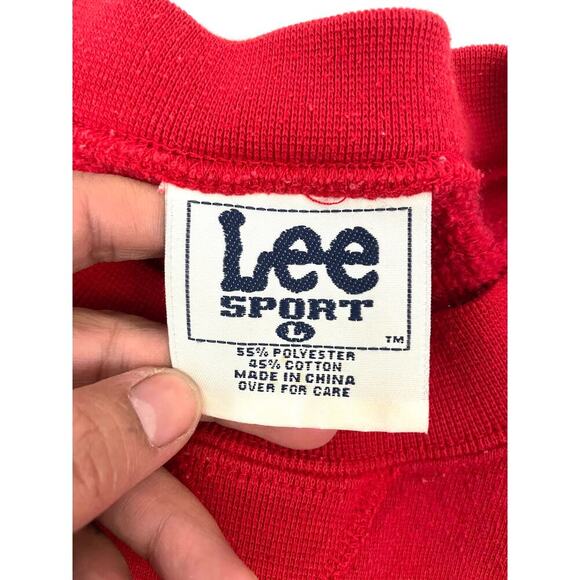 Lee
SPORT
L
TM
55% POLYESTER
45% COTTON
MADE IN CHINA
OVER FOR CARE